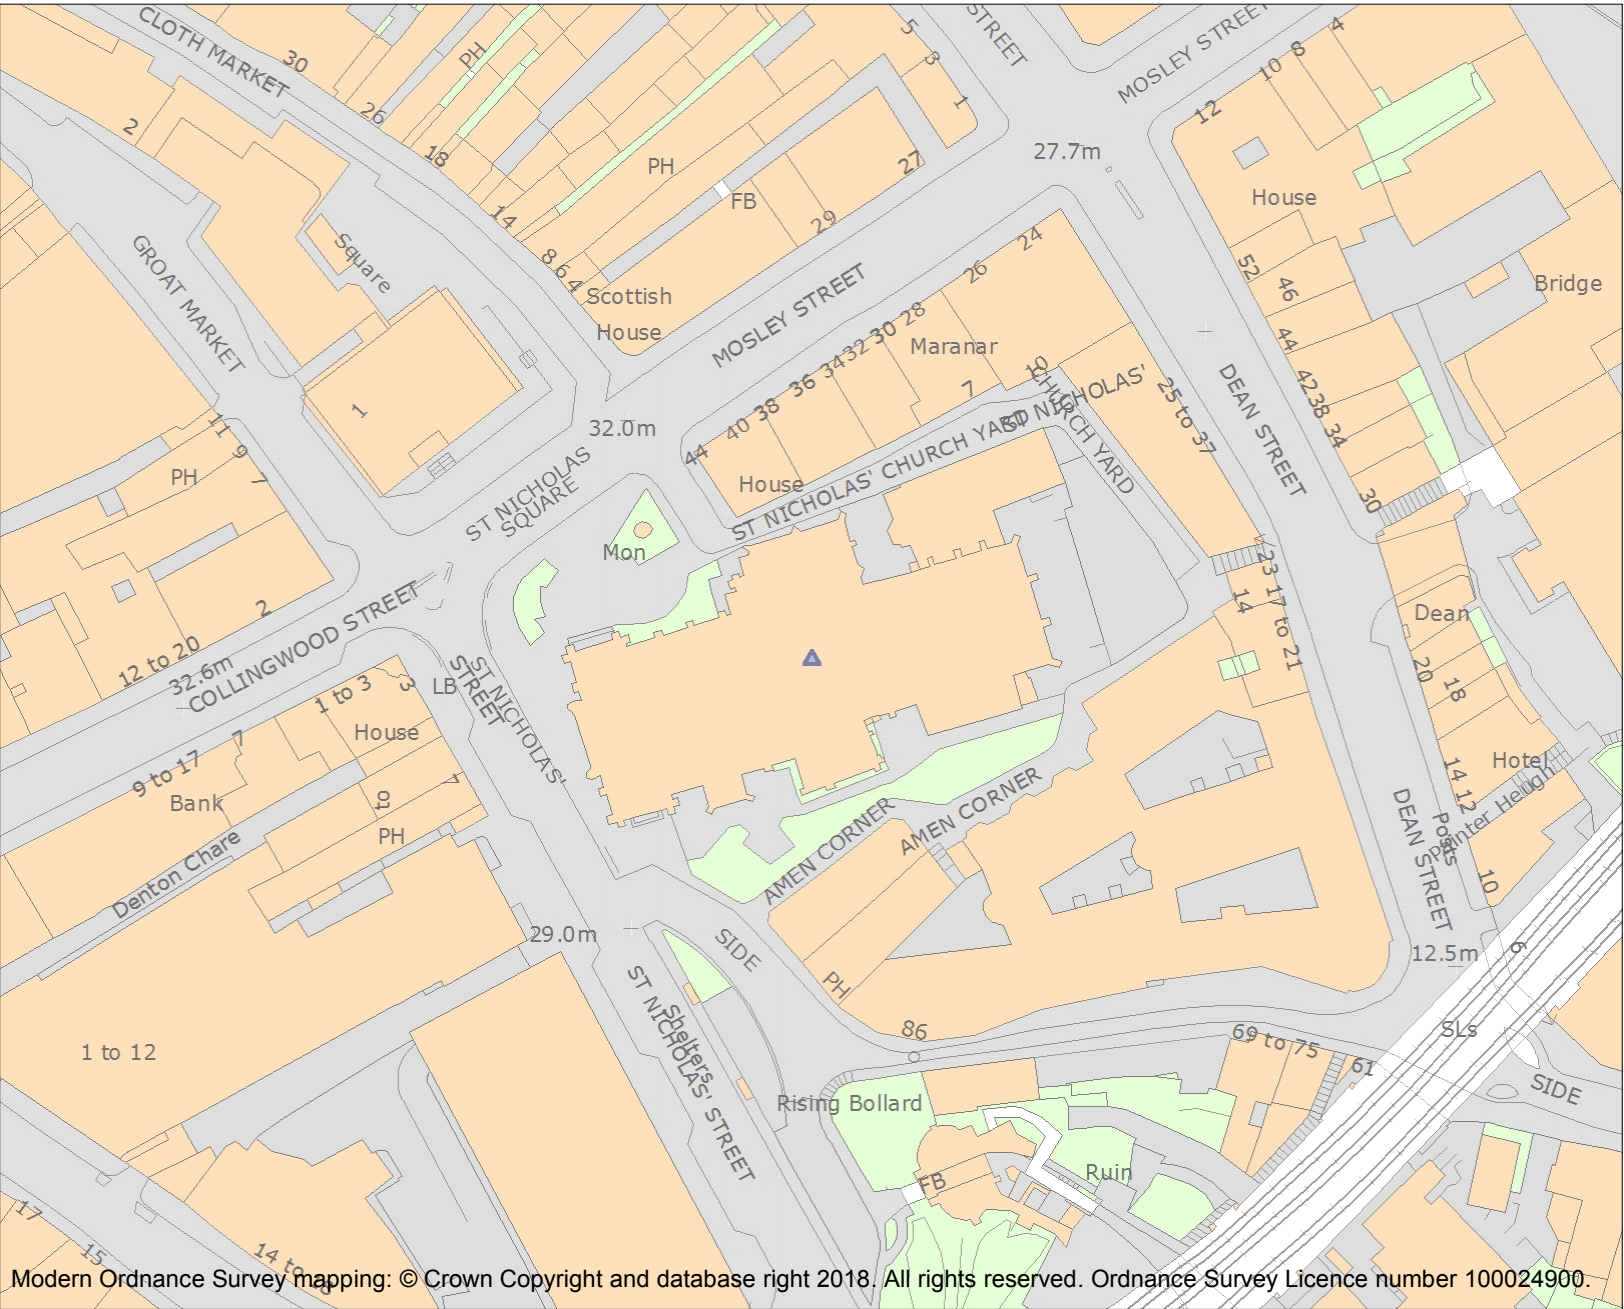 CLOTH MARKET
30
26
18
14
8 6 4
PH
2
5
3
1
STREET
MOSLEY STREET
4
8
10
12
27.7m
PH
FB
27
29
Scottish
House
House
52
46
44
42
38
34
30
Bridge
GROAT MARKET
Square
1
MOSLEY STREET
24
26
28
30
32
34
36
38
40
44
Maranar
7
10
House
32.0m
ST NICHOLAS
SQUARE
ST NICHOLAS' CHURCH YARD
ST NICHOLAS'
CHURCH YARD
25 to 37
DEAN STREET
11
9
7
PH
2
12 to 20
32.6m
COLLINGWOOD STREET
Mon
23
17 to 21
14
Dean
20
18
14
12
Hotel
Painter Heugh
Posts
10
DEAN STREET
12.5m
6
1 to 3
3
LB
ST NICHOLAS'
STREET
House
7
9 to 17
Bank
7
to
PH
Denton Chare
AMEN CORNER
AMEN CORNER
29.0m
SIDE
PH
86
69 to 75
61
SLs
SIDE
ST NICHOLAS' STREET
Shelters
1 to 12
Rising Bollard
Ruin
FB
17
15
14 to
Modern Ordnance Survey mapping: © Crown Copyright and database right 2018. All rights reserved. Ordnance Survey Licence number 100024900.